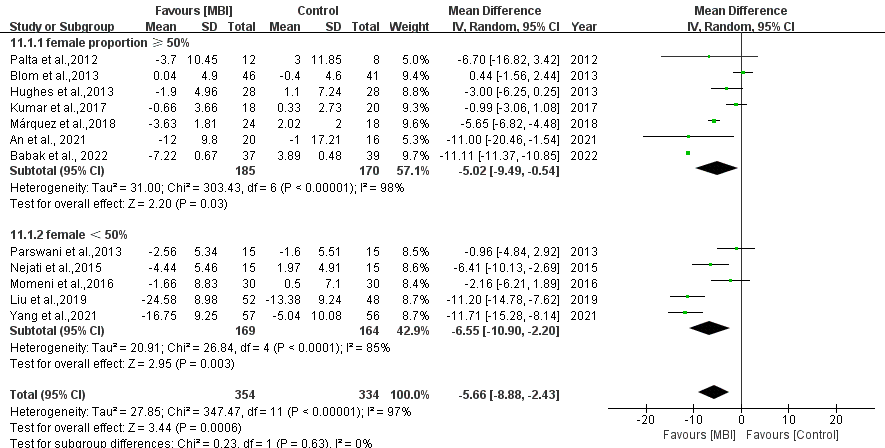 Favours [MBI] Control Mean Difference Mean Difference
Study or Subgroup Mean SD Total Mean SD Total Weight IV, Random, 95% CI Year IV, Random, 95% CI
11.1.1 female proportion ≥ 50%
Palta et al.,2012 -3.7 10.45 12 3 11.85 8 5.0% -6.70 [-16.82, 3.42] 2012
Blom et al.,2013 0.04 4.9 46 -0.4 4.6 41 9.4% 0.44 [-1.56, 2.44] 2013
Hughes et al.,2013 -1.9 4.96 28 1.1 7.24 28 8.9% -3.00 [-6.25, 0.25] 2013
Kumar et al.,2017 -0.66 3.66 18 0.33 2.73 20 9.4% -0.99 [-3.06, 1.08] 2017
Márquez et al.,2018 -3.63 1.81 24 2.02 2 18 9.6% -5.65 [-6.82, -4.48] 2018
An et al., 2021 -12 9.8 20 -1 17.21 16 5.3% -11.00 [-20.46, -1.54] 2021
Babak et al., 2022 -7.22 0.67 37 3.89 0.48 39 9.7% -11.11 [-11.37, -10.85] 2022
Subtotal (95% CI) 185 170 57.1% -5.02 [-9.49, -0.54]
Heterogeneity: Tau² = 31.00; Chi² = 303.43, df = 6 (P < 0.00001); I² = 98%
Test for overall effect: Z = 2.20 (P = 0.03)
11.1.2 female < 50%
Parswani et al.,2013 -2.56 5.34 15 -1.6 5.51 15 8.6% -0.96 [-4.84, 2.92] 2013
Nejati et al.,2015 -4.44 5.46 15 1.97 4.91 15 8.7% -6.41 [-10.13, -2.69] 2015
Momeni et al.,2016 -1.66 8.83 30 0.5 7.1 30 8.5% -2.16 [-6.21, 1.89] 2016
Liu et al.,2019 -24.58 8.98 52 -13.38 9.24 48 8.7% -11.20 [-14.78, -7.62] 2019
Yang et al.,2021 -16.75 9.25 57 -5.04 10.08 56 8.7% -11.71 [-15.28, -8.14] 2021
Subtotal (95% CI) 169 164 42.9% -6.55 [-10.90, -2.20]
Heterogeneity: Tau² = 20.91; Chi² = 26.84, df = 4 (P < 0.0001); I² = 85%
Test for overall effect: Z = 2.95 (P = 0.003)
Total (95% CI) 354 334 100.0% -5.66 [-8.88, -2.43]
Heterogeneity: Tau² = 27.85; Chi² = 347.47, df = 11 (P < 0.00001); I² = 97%
Test for overall effect: Z = 3.44 (P = 0.0006)
Test for subgroup differences: Chi² = 0.23, df = 1 (P = 0.63), I² = 0%
-20 -10 0 10 20
Favours [MBI] Favours [Control]